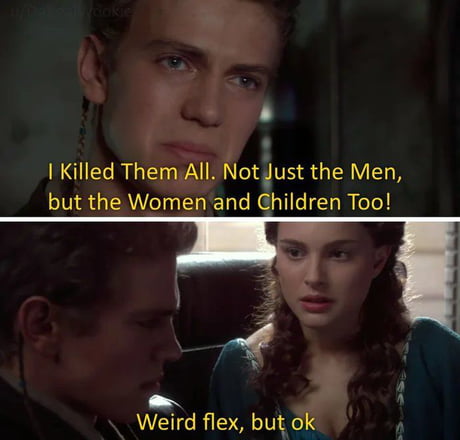 I Killed Them All. Not Just the Men,
but the Women and Children Too!
Weird flex, but ok